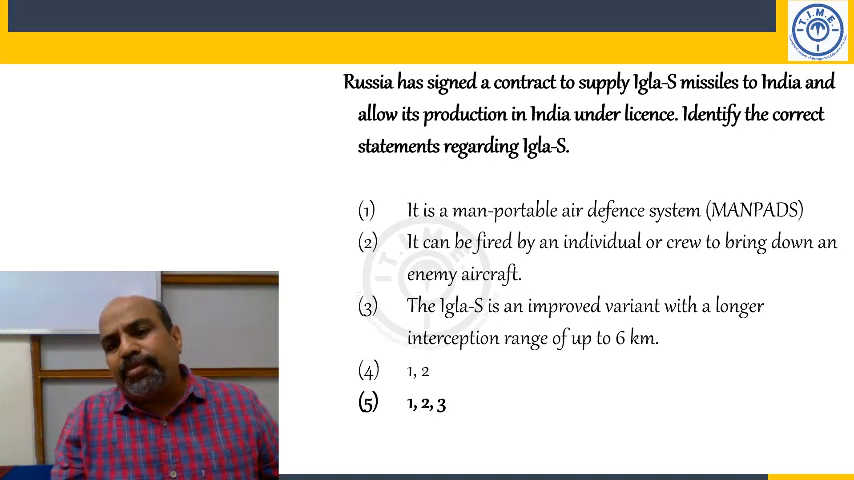 T.I.M.E.
Russia has signed a contract to supply Igla-S missiles to India and
allow its production in India under licence. Identify the correct
statements regarding Igla-S.
(1) It is a man-portable air defence system (MANPADS)
(2) It can be fired by an individual or crew to bring down an
enemy aircraft.
(3) The Igla-S is an improved variant with a longer
interception range of up to 6 km.
(4) 1, 2
(5) 1, 2, 3